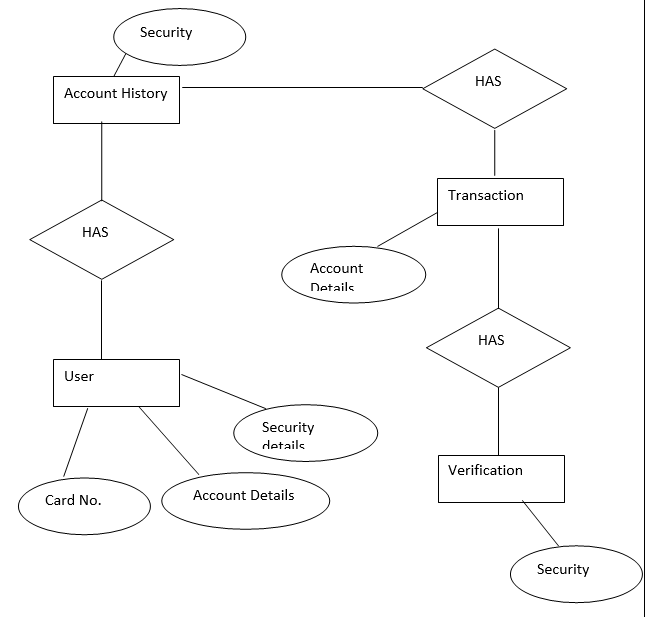 Security
Account History
HAS
Transaction
HAS
Account
Details
HAS
User
Security
details
Verification
Card No.
Account Details
Security